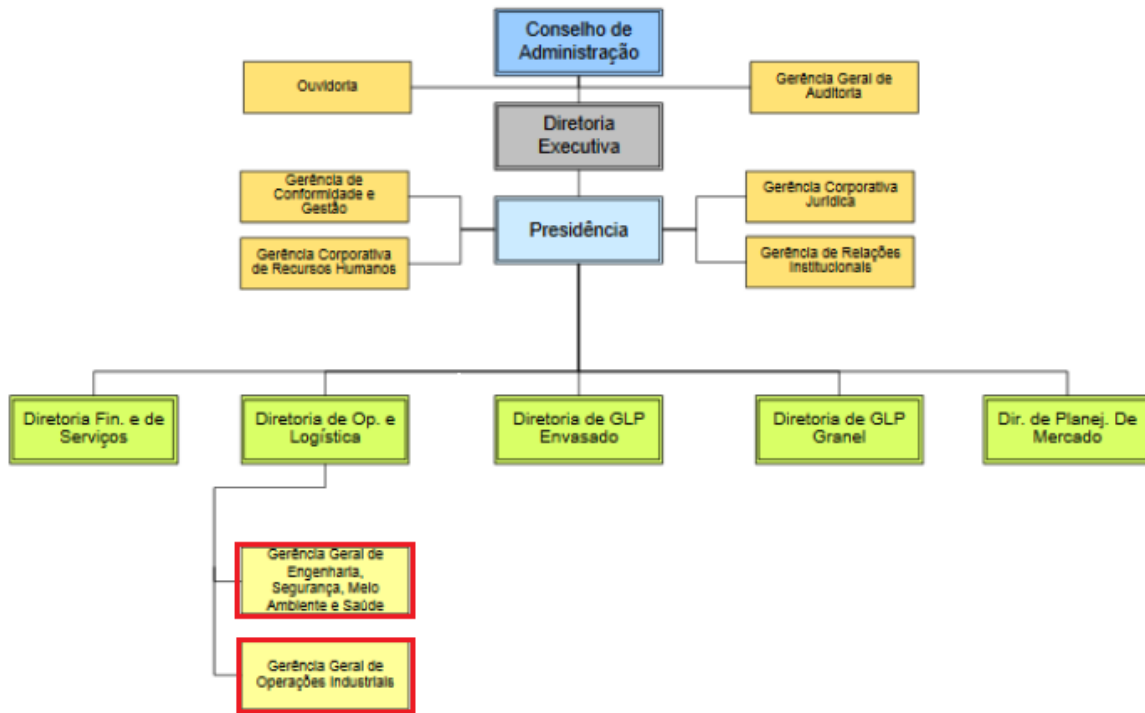 Conselho de
Administração
Ouvidoria
Gerência Geral de
Auditoria
Diretoria
Executiva
Gerência de
Conformidade e
Gestão
Gerência Corporativa
Jurídica
Presidência
Gerência Corporativa
de Recursos Humanos
Gerência de Relações
Institucionais
Diretoria Fin. e de
Serviços
Diretoria de Op. e
Logística
Diretoria de GLP
Envasado
Diretoria de GLP
Granel
Dir. de Planej. De
Mercado
Gerência Geral de
Engenharia,
Segurança, Meio
Ambiente e Saúde
Gerência Geral de
Operações Industriais